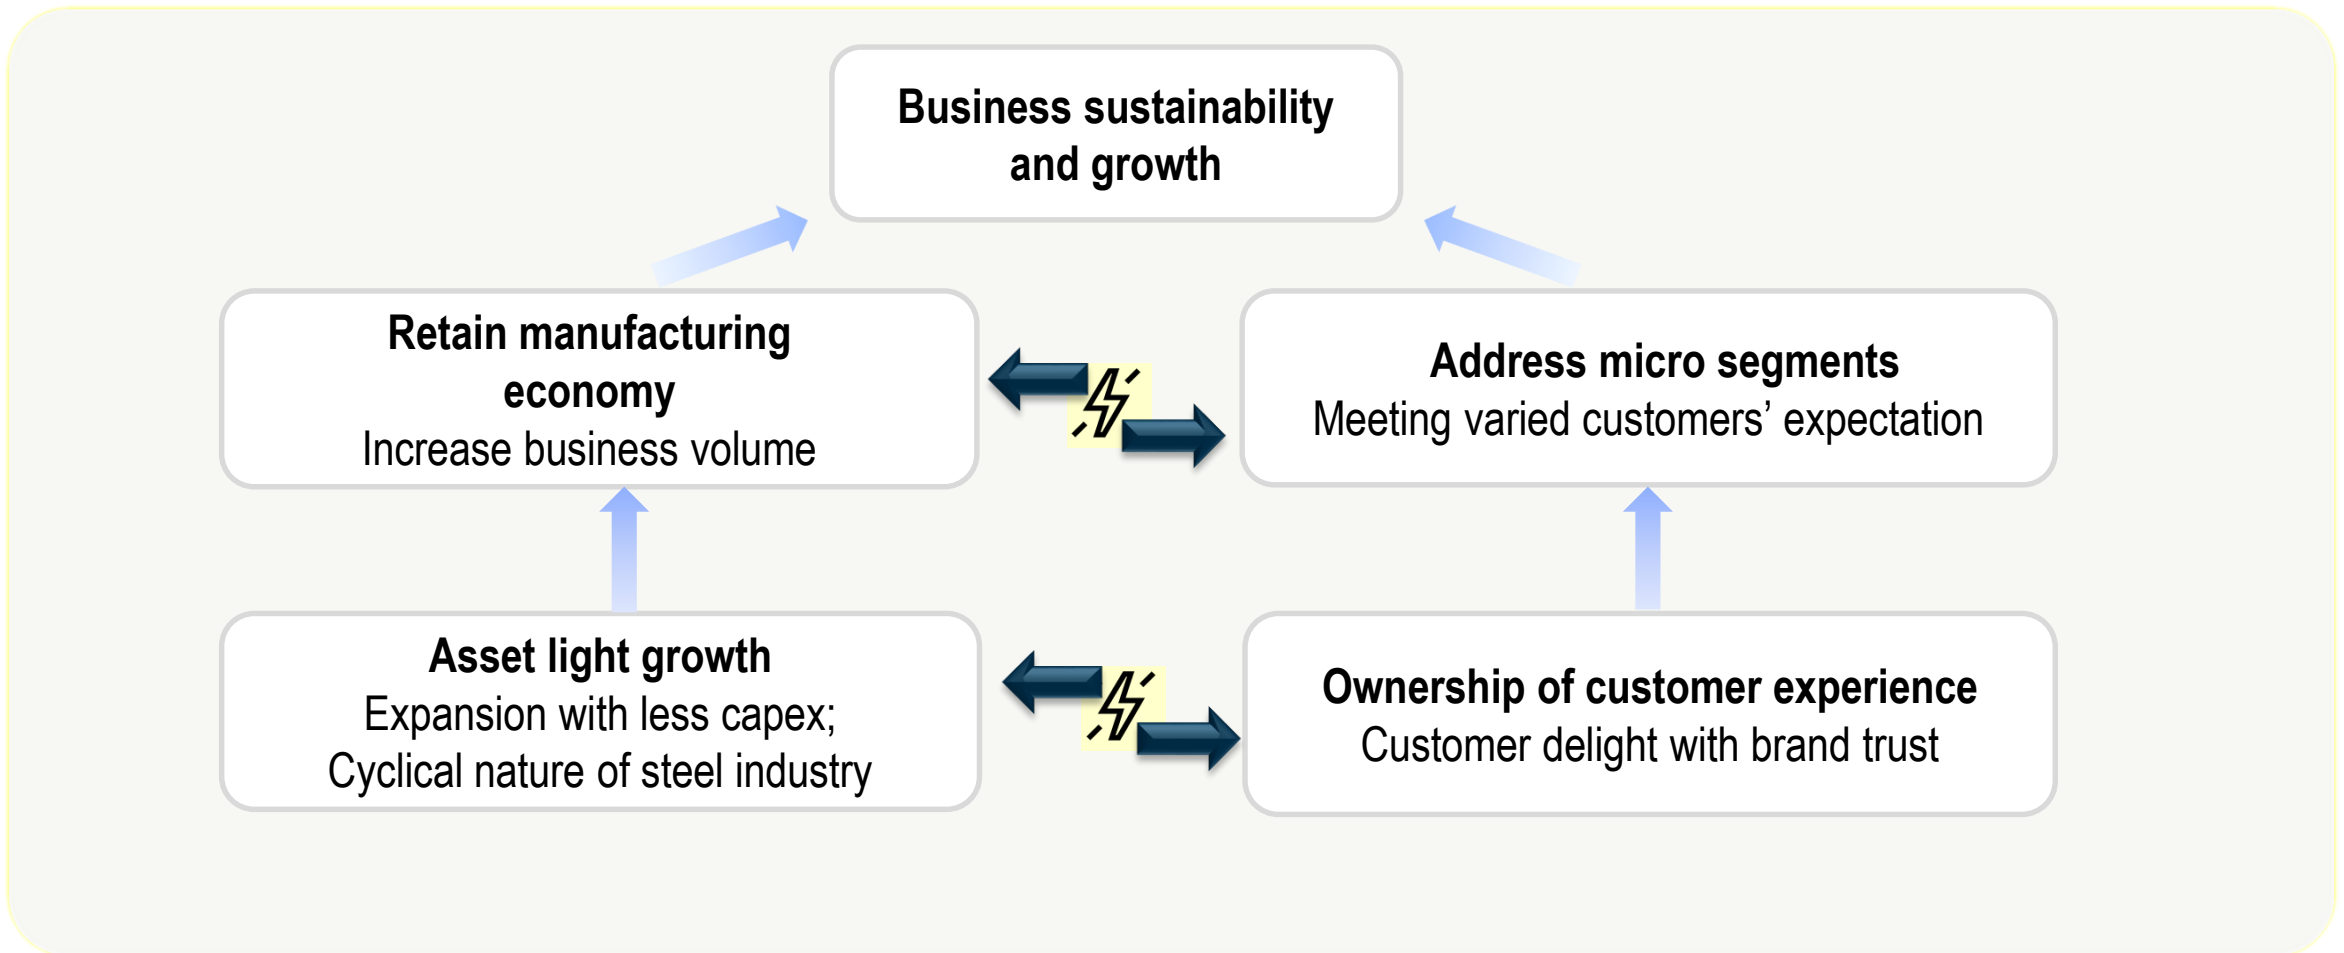 Business sustainability
and growth
Retain manufacturing
economy
Increase business volume
Address micro segments
Meeting varied customers’ expectation
Asset light growth
Expansion with less capex;
Cyclical nature of steel industry
Ownership of customer experience
Customer delight with brand trust